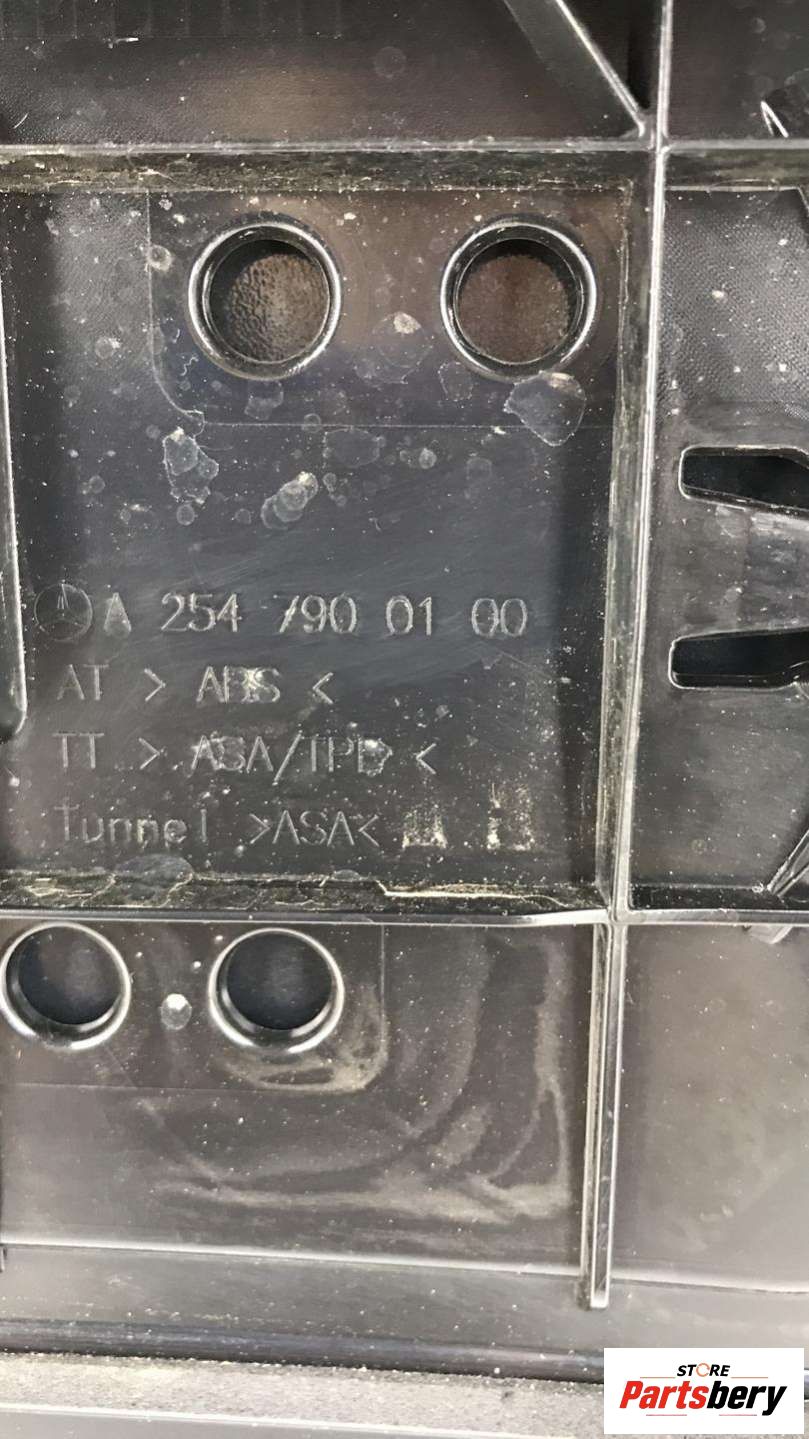 A 254 790 01 00
AT > ABS <
TT > ASA/TPE <
Tunnel >ASA<
STORE
Partsbery